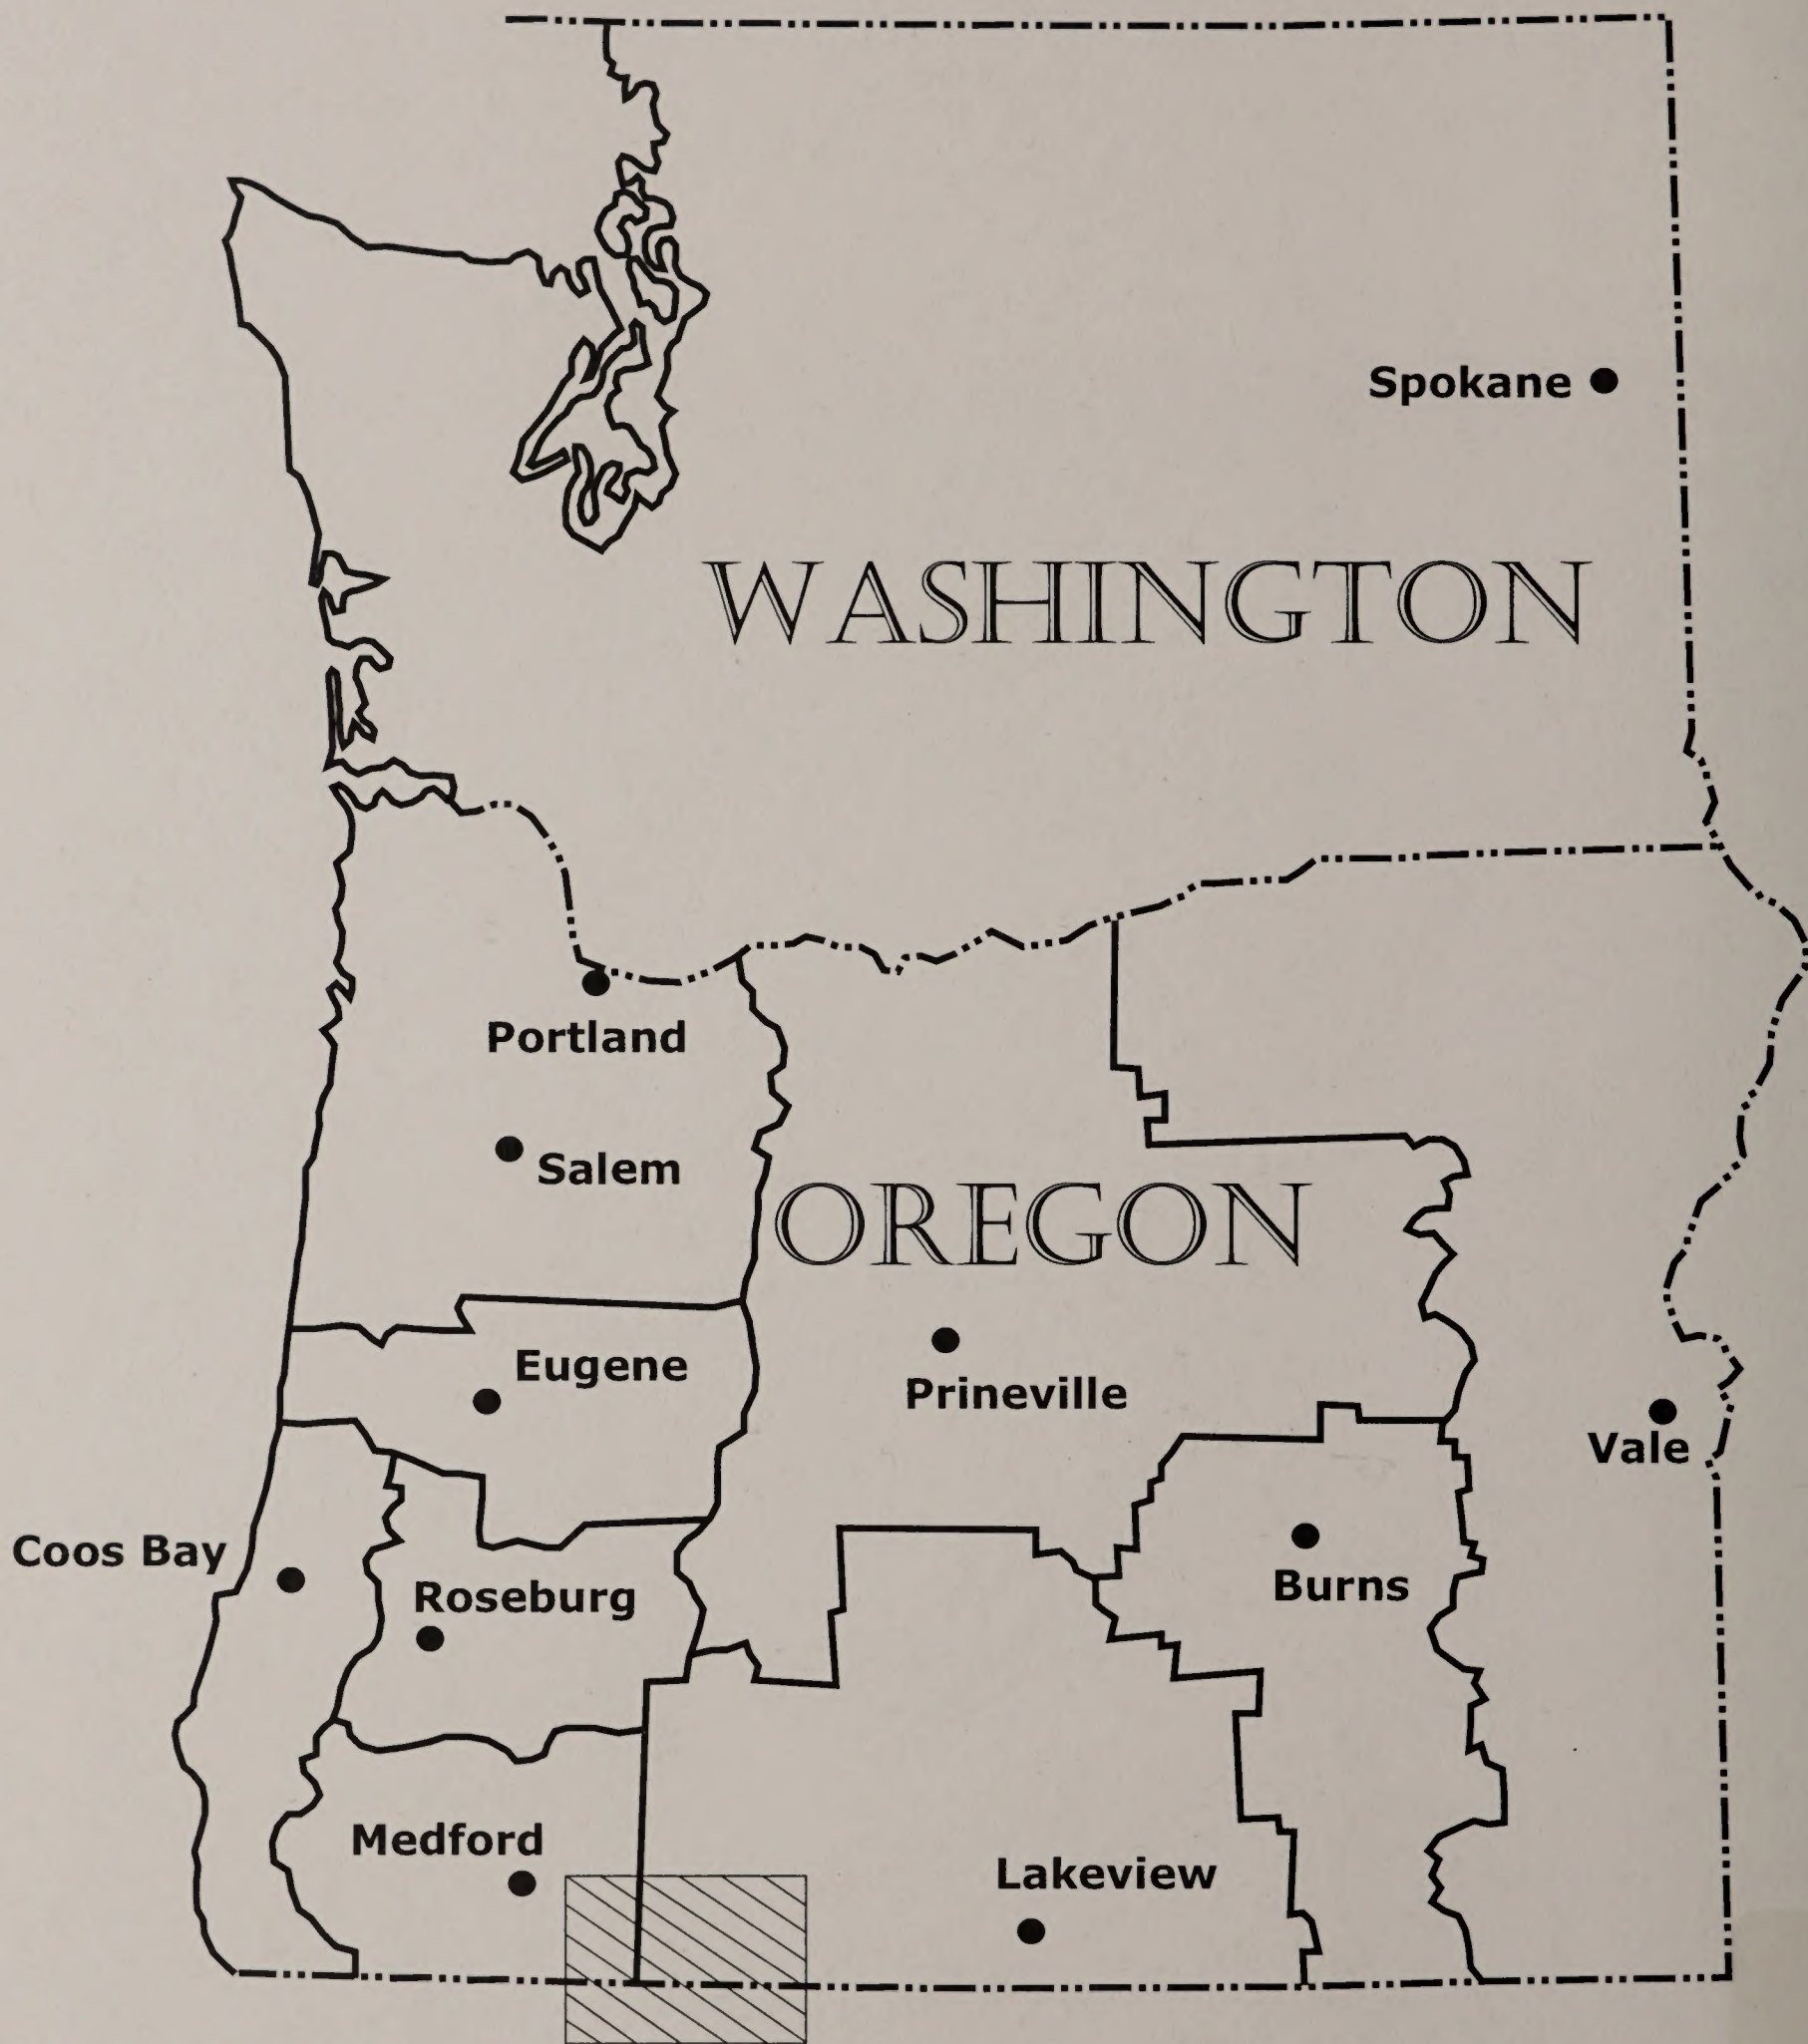 Spokane
WASHINGTON
Portland
Salem
OREGON
Eugene
Prineville
Vale
Coos Bay
Roseburg
Burns
Medford
Lakeview